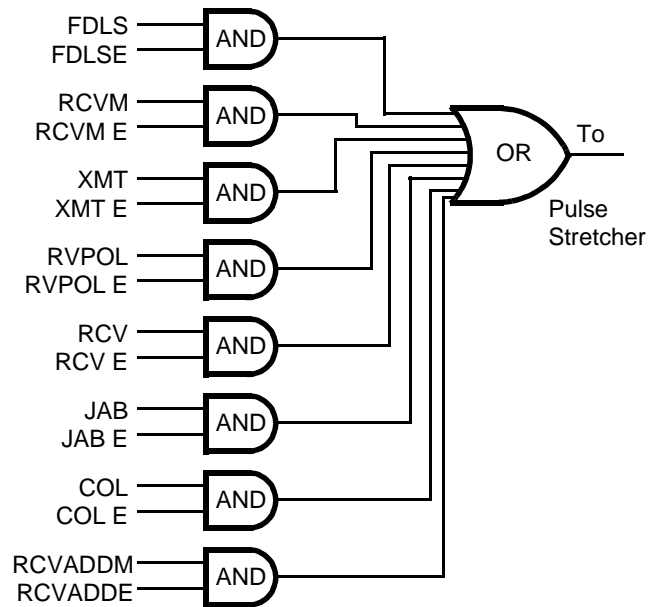 FDLS
FDLSE
AND
RCVM
RCVM E
AND
XMT
XMT E
AND
RVPOL
RVPOL E
AND
RCV
RCV E
AND
JAB
JAB E
AND
COL
COL E
AND
RCVADDM
RCVADDE
AND
OR
To
Pulse
Stretcher